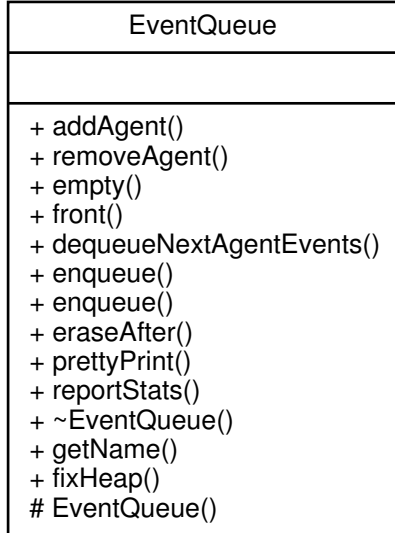 EventQueue
+ addAgent()
+ removeAgent()
+ empty()
+ front()
+ dequeueNextAgentEvents()
+ enqueue()
+ enqueue()
+ eraseAfter()
+ prettyPrint()
+ reportStats()
+ ~EventQueue()
+ getName()
+ fixHeap()
# EventQueue()